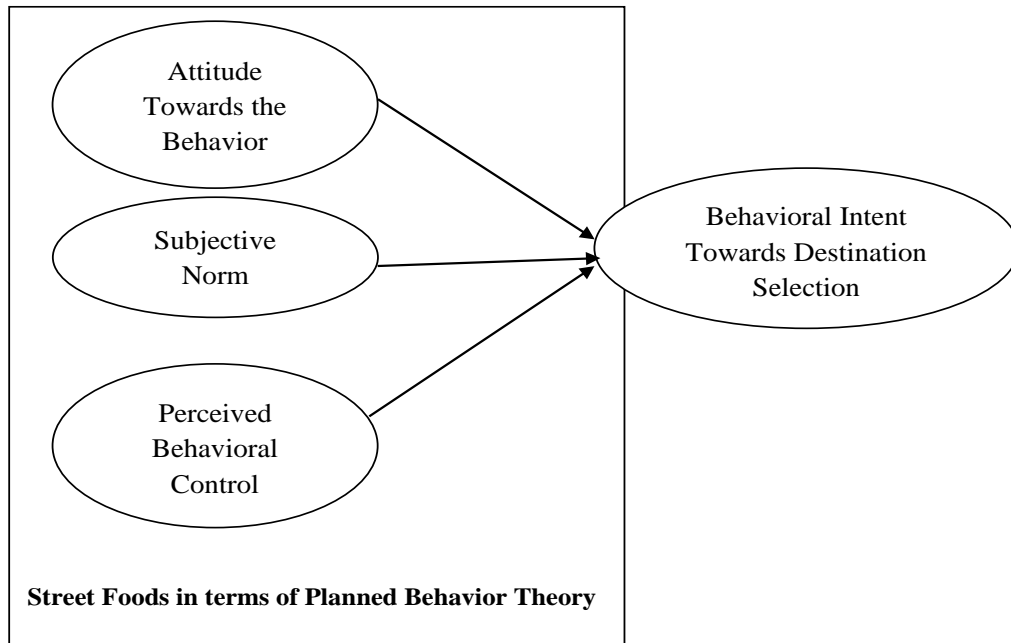 Attitude
Towards the
Behavior
Subjective
Norm
Perceived
Behavioral
Control
Behavioral Intent
Towards Destination
Selection
Street Foods in terms of Planned Behavior Theory